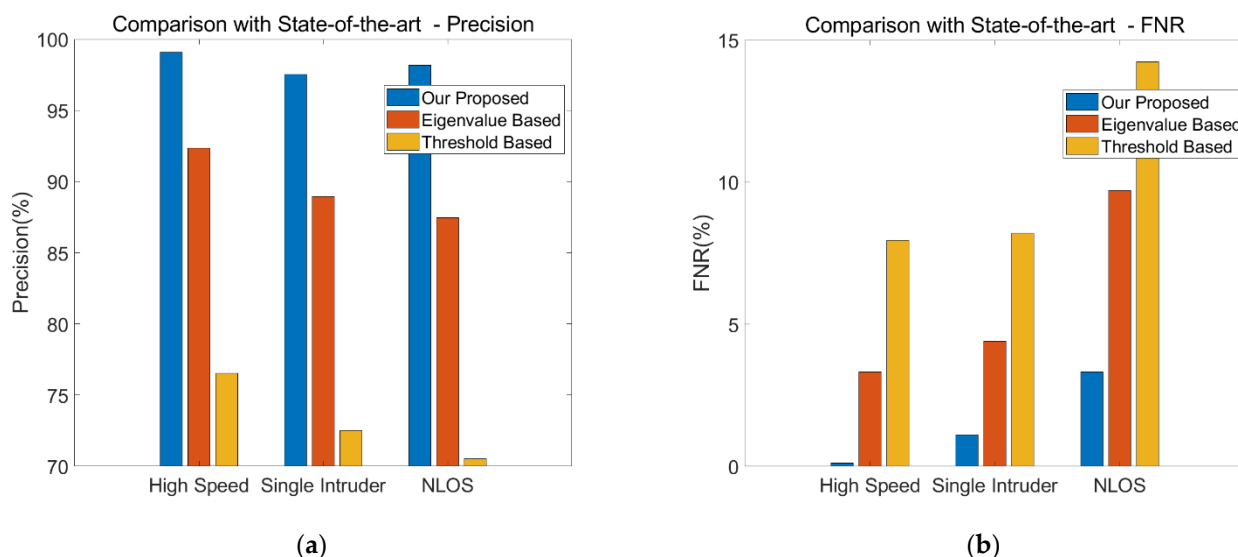 Comparison with State-of-the-art - Precision
100
95
90
85
80
75
70
Precision(%)
Our Proposed
Eigenvalue Based
Threshold Based
High Speed Single Intruder NLOS
(a)
Comparison with State-of-the-art - FNR
15
10
5
0
FNR(%)
Our Proposed
Eigenvalue Based
Threshold Based
High Speed Single Intruder NLOS
(b)